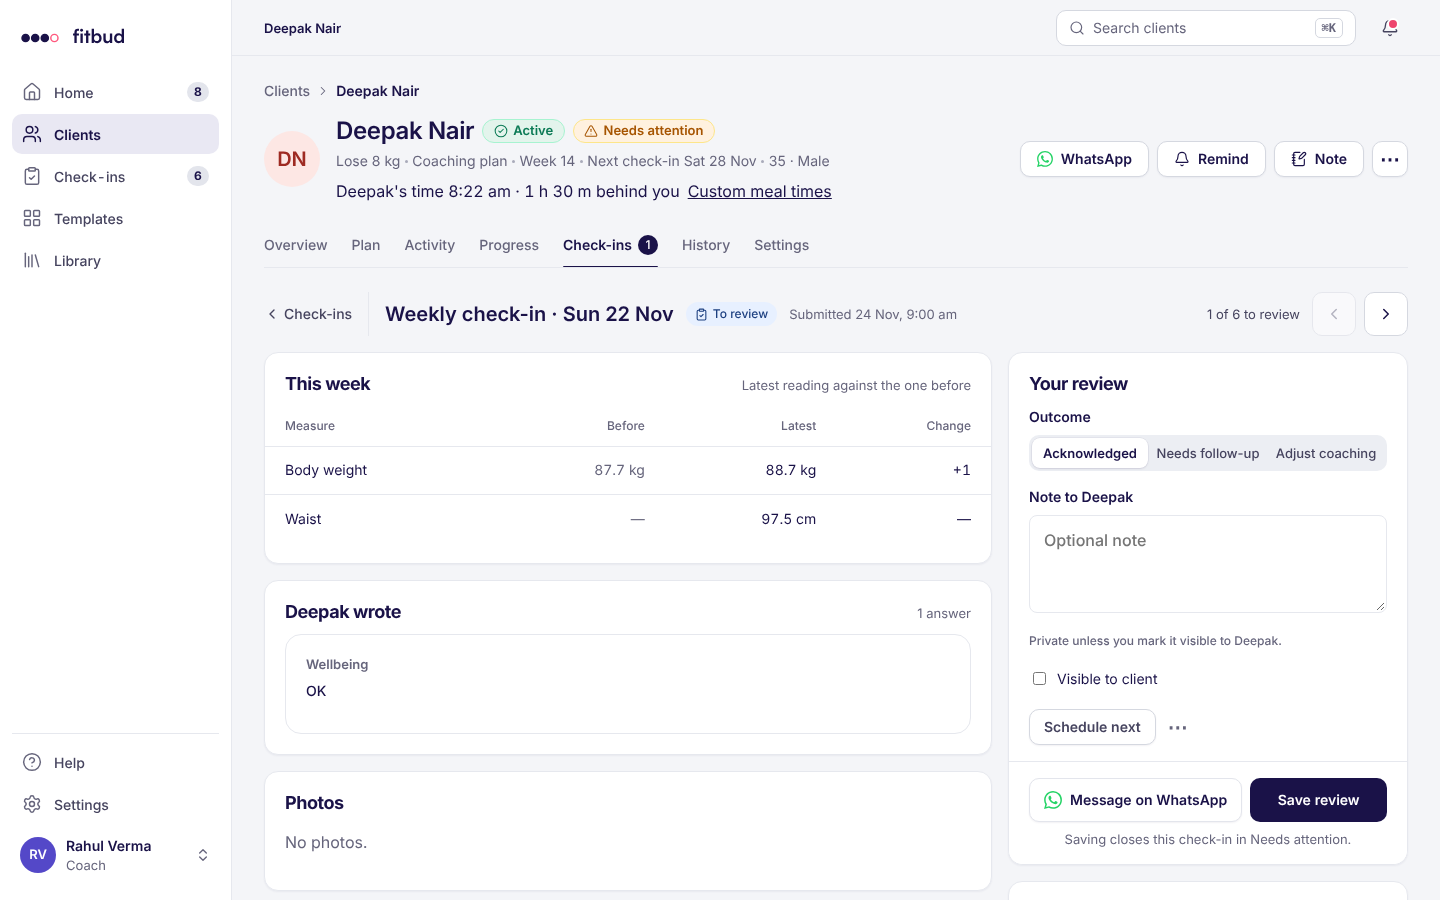 fitbud
Home 8
Clients
Check-ins 6
Templates
Library
Help
Settings
RV
Rahul Verma
Coach
Deepak Nair
Search clients ⌘K
Clients > Deepak Nair
DN
Deepak Nair Active Needs attention
Lose 8 kg · Coaching plan · Week 14 · Next check-in Sat 28 Nov · 35 · Male
Deepak's time 8:22 am · 1 h 30 m behind you Custom meal times
WhatsApp Remind Note
Overview Plan Activity Progress Check-ins 1 History Settings
Check-ins
Weekly check-in · Sun 22 Nov To review Submitted 24 Nov, 9:00 am
1 of 6 to review
This week Latest reading against the one before
Measure Before Latest Change
Body weight 87.7 kg 88.7 kg +1
Waist — 97.5 cm —
Deepak wrote 1 answer
Wellbeing
OK
Photos
No photos.
Your review
Outcome
Acknowledged Needs follow-up Adjust coaching
Note to Deepak
Optional note
Private unless you mark it visible to Deepak.
Visible to client
Schedule next
Message on WhatsApp Save review
Saving closes this check-in in Needs attention.